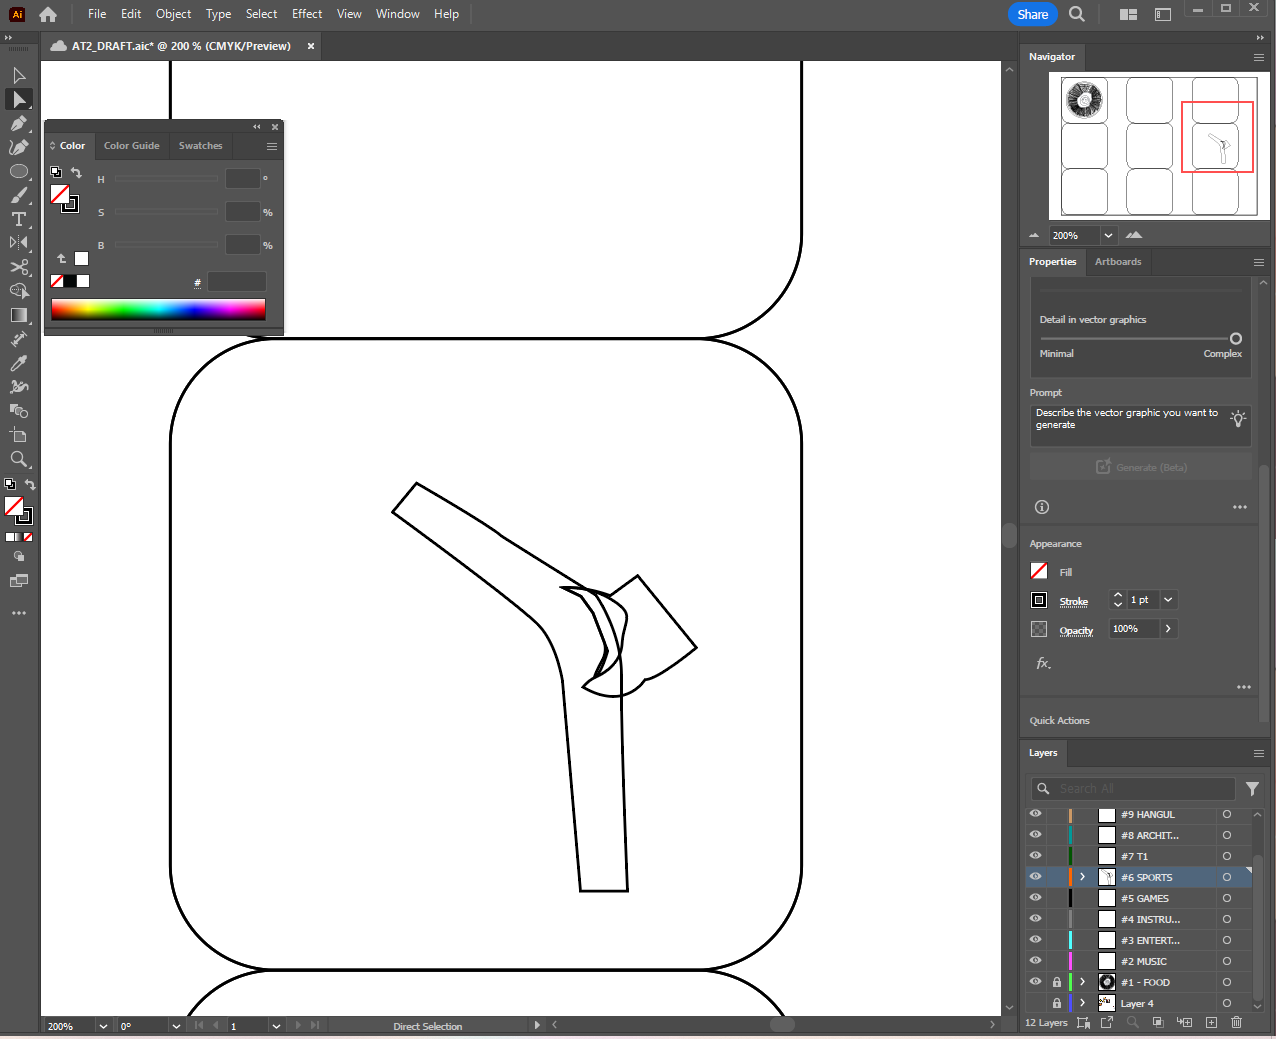 Ai File Edit Object Type Select Effect View Window Help Share
AT2_DRAFT.aic* @ 200 % (CMYK/Preview) ×
Color Color Guide Swatches
H °
S %
B %
#
Navigator
200%
Properties Artboards
Detail in vector graphics
Minimal Complex
Prompt
Describe the vector graphic you want to
generate
Generate (Beta)
Appearance
Fill
Stroke 1 pt
Opacity 100%
fx.
Quick Actions
Layers
Search All
#9 HANGUL
#8 ARCHIT...
#7 T1
#6 SPORTS
#5 GAMES
#4 INSTRU...
#3 ENTERT...
#2 MUSIC
#1 - FOOD
Layer 4
12 Layers
200% 0° 1 Direct Selection